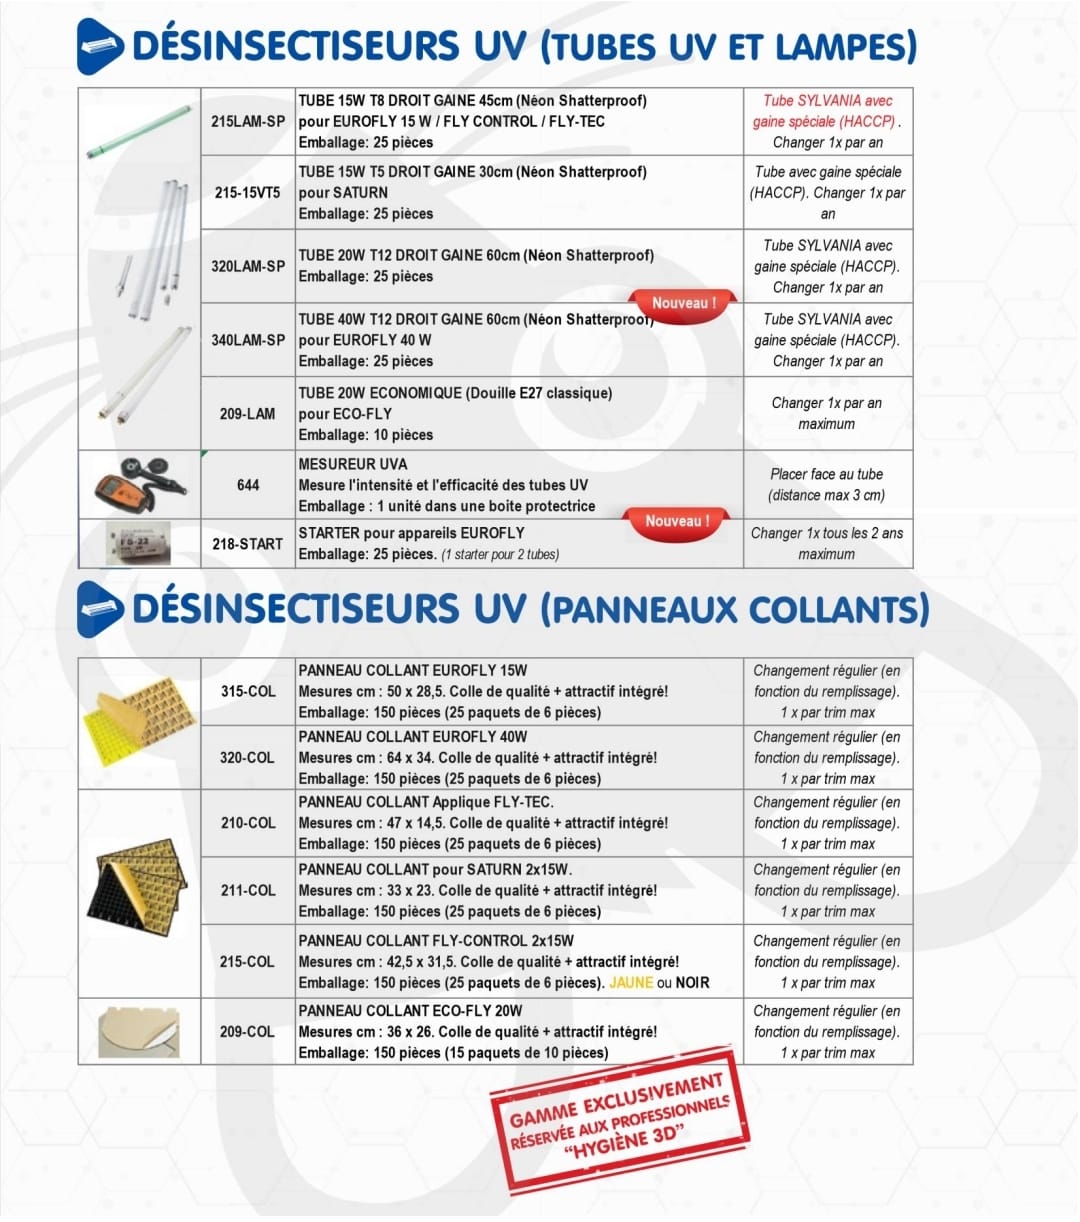 DÉSINSECTISEURS UV (TUBES UV ET LAMPES)
215LAM-SP
TUBE 15W T8 DROIT GAINE 45cm (Néon Shatterproof)
pour EUROFLY 15 W / FLY CONTROL / FLY-TEC
Emballage: 25 pièces
Tube SYLVANIA avec
gaine spéciale (HACCP) .
Changer 1x par an
215-15VT5
TUBE 15W T5 DROIT GAINE 30cm (Néon Shatterproof)
pour SATURN
Emballage: 25 pièces
Tube avec gaine spéciale
(HACCP). Changer 1x par
an
320LAM-SP
TUBE 20W T12 DROIT GAINE 60cm (Néon Shatterproof)
Emballage: 25 pièces
Tube SYLVANIA avec
gaine spéciale (HACCP).
Changer 1x par an
Nouveau !
340LAM-SP
TUBE 40W T12 DROIT GAINE 60cm (Néon Shatterproof)
pour EUROFLY 40 W
Emballage: 25 pièces
Tube SYLVANIA avec
gaine spéciale (HACCP).
Changer 1x par an
209-LAM
TUBE 20W ECONOMIQUE (Douille E27 classique)
pour ECO-FLY
Emballage: 10 pièces
Changer 1x par an
maximum
644
MESUREUR UVA
Mesure l'intensité et l'efficacité des tubes UV
Emballage : 1 unité dans une boite protectrice
Placer face au tube
(distance max 3 cm)
Nouveau !
FS-22
218-START
STARTER pour appareils EUROFLY
Emballage: 25 pièces. (1 starter pour 2 tubes)
Changer 1x tous les 2 ans
maximum
DÉSINSECTISEURS UV (PANNEAUX COLLANTS)
315-COL
PANNEAU COLLANT EUROFLY 15W
Mesures cm : 50 x 28,5. Colle de qualité + attractif intégré!
Emballage: 150 pièces (25 paquets de 6 pièces)
Changement régulier (en
fonction du remplissage).
1 x par trim max
320-COL
PANNEAU COLLANT EUROFLY 40W
Mesures cm : 64 x 34. Colle de qualité + attractif intégré!
Emballage: 150 pièces (25 paquets de 6 pièces)
Changement régulier (en
fonction du remplissage).
1 x par trim max
210-COL
PANNEAU COLLANT Applique FLY-TEC.
Mesures cm : 47 x 14,5. Colle de qualité + attractif intégré!
Emballage: 150 pièces (25 paquets de 6 pièces)
Changement régulier (en
fonction du remplissage).
1 x par trim max
211-COL
PANNEAU COLLANT pour SATURN 2x15W.
Mesures cm : 33 x 23. Colle de qualité + attractif intégré!
Emballage: 150 pièces (25 paquets de 6 pièces)
Changement régulier (en
fonction du remplissage).
1 x par trim max
215-COL
PANNEAU COLLANT FLY-CONTROL 2x15W
Mesures cm : 42,5 x 31,5. Colle de qualité + attractif intégré!
Emballage: 150 pièces (25 paquets de 6 pièces). JAUNE ou NOIR
Changement régulier (en
fonction du remplissage).
1 x par trim max
209-COL
PANNEAU COLLANT ECO-FLY 20W
Mesures cm : 36 x 26. Colle de qualité + attractif intégré!
Emballage: 150 pièces (15 paquets de 10 pièces)
Changement régulier (en
fonction du remplissage).
1 x par trim max
GAMME EXCLUSIVEMENT
RÉSERVÉE AUX PROFESSIONNELS
“HYGIÈNE 3D”